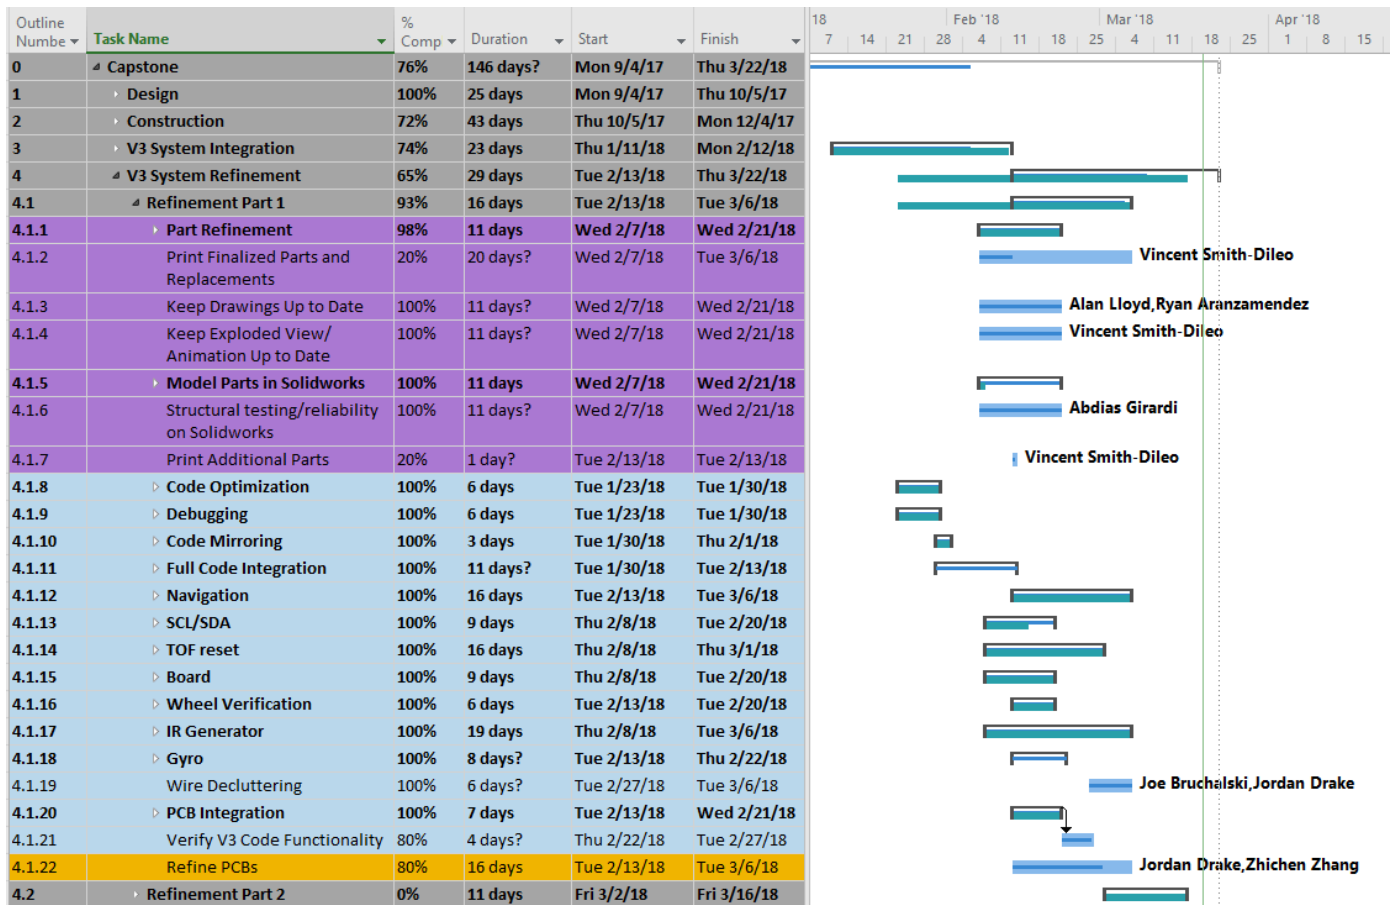 Outline Numbe Task Name % Comp Duration Start Finish
18 Feb '18 Mar '18 Apr '18
7 14 21 28 4 11 18 25 4 11 18 25 1 8 15
0 Capstone 76% 146 days? Mon 9/4/17 Thu 3/22/18
1 Design 100% 25 days Mon 9/4/17 Thu 10/5/17
2 Construction 72% 43 days Thu 10/5/17 Mon 12/4/17
3 V3 System Integration 74% 23 days Thu 1/11/18 Mon 2/12/18
4 V3 System Refinement 65% 29 days Tue 2/13/18 Thu 3/22/18
4.1 Refinement Part 1 93% 16 days Tue 2/13/18 Tue 3/6/18
4.1.1 Part Refinement 98% 11 days Wed 2/7/18 Wed 2/21/18
4.1.2 Print Finalized Parts and 20% 20 days? Wed 2/7/18 Tue 3/6/18 Vincent Smith-Dileo
Replacements
4.1.3 Keep Drawings Up to Date 100% 11 days? Wed 2/7/18 Wed 2/21/18 Alan Lloyd,Ryan Aranzamendez
4.1.4 Keep Exploded View/ 100% 11 days? Wed 2/7/18 Wed 2/21/18 Vincent Smith-Dileo
Animation Up to Date
4.1.5 Model Parts in Solidworks 100% 11 days Wed 2/7/18 Wed 2/21/18
4.1.6 Structural testing/reliability 100% 11 days? Wed 2/7/18 Wed 2/21/18 Abdias Girardi
on Solidworks
4.1.7 Print Additional Parts 20% 1 day? Tue 2/13/18 Tue 2/13/18 Vincent Smith-Dileo
4.1.8 Code Optimization 100% 6 days Tue 1/23/18 Tue 1/30/18
4.1.9 Debugging 100% 6 days Tue 1/23/18 Tue 1/30/18
4.1.10 Code Mirroring 100% 3 days Tue 1/30/18 Thu 2/1/18
4.1.11 Full Code Integration 100% 11 days? Tue 1/30/18 Tue 2/13/18
4.1.12 Navigation 100% 16 days Tue 2/13/18 Tue 3/6/18
4.1.13 SCL/SDA 100% 9 days Thu 2/8/18 Tue 2/20/18
4.1.14 TOF reset 100% 16 days Thu 2/8/18 Thu 3/1/18
4.1.15 Board 100% 9 days Thu 2/8/18 Tue 2/20/18
4.1.16 Wheel Verification 100% 6 days Tue 2/13/18 Tue 2/20/18
4.1.17 IR Generator 100% 19 days Thu 2/8/18 Tue 3/6/18
4.1.18 Gyro 100% 8 days? Tue 2/13/18 Thu 2/22/18
4.1.19 Wire Decluttering 100% 6 days? Tue 2/27/18 Tue 3/6/18 Joe Bruchalski,Jordan Drake
4.1.20 PCB Integration 100% 7 days Tue 2/13/18 Wed 2/21/18
4.1.21 Verify V3 Code Functionality 80% 4 days? Thu 2/22/18 Tue 2/27/18
4.1.22 Refine PCBs 80% 16 days Tue 2/13/18 Tue 3/6/18 Jordan Drake,Zhichen Zhang
4.2 Refinement Part 2 0% 11 days Fri 3/2/18 Fri 3/16/18